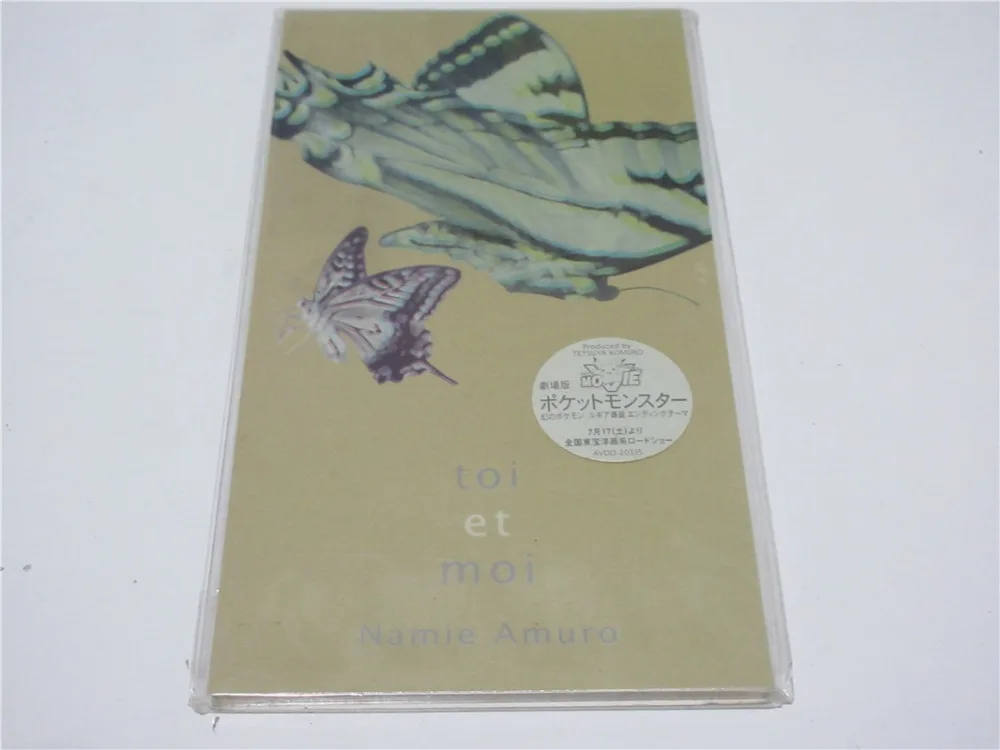 Produced by
TETSUYA KOMURO
MOVIE
劇場版
ポケットモンスター
幻のポケモン ルギア爆誕 エンディングテーマ
7月17(土)より
全国東宝洋画系ロードショー
AVDD-20315
toi
et
moi
Namie Amuro